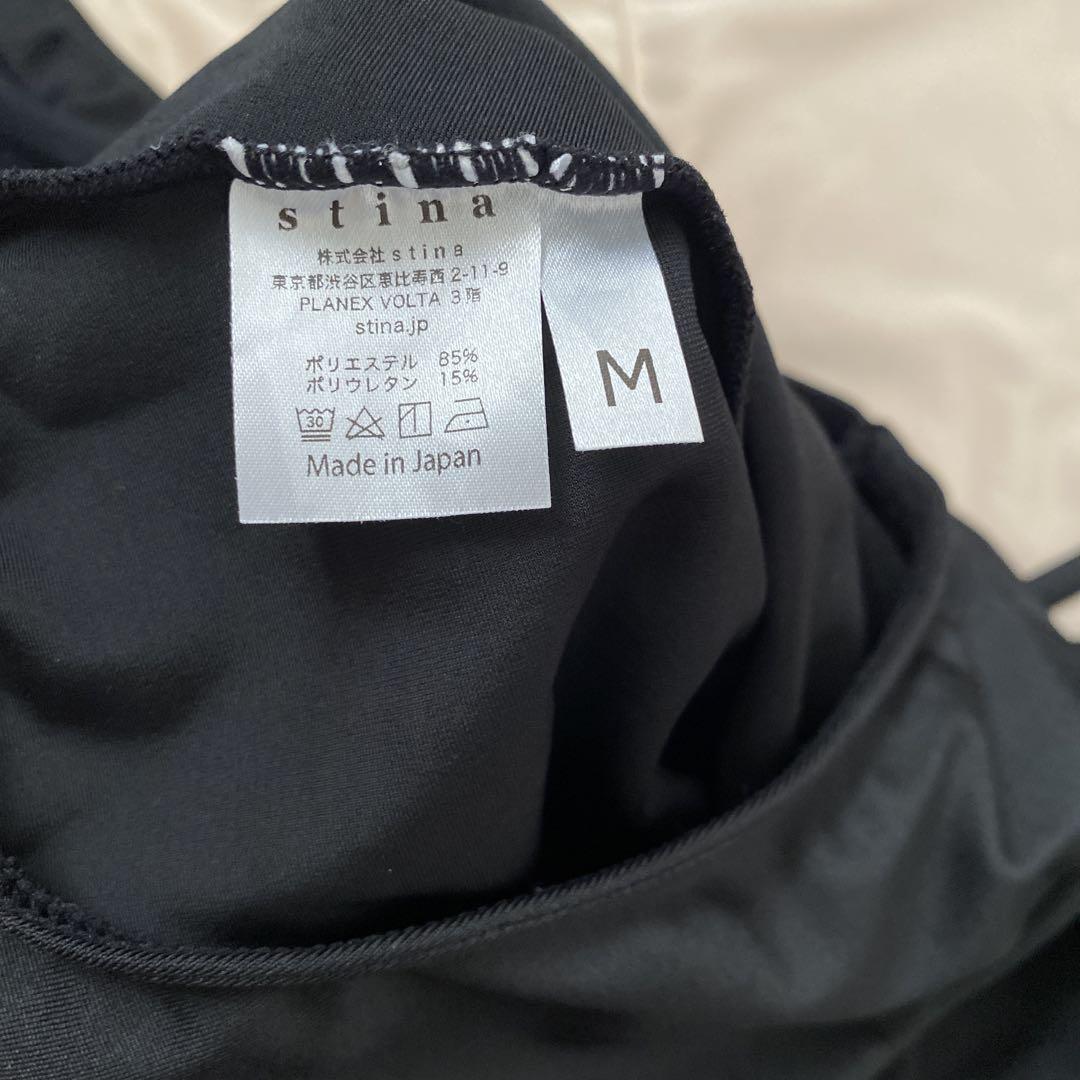 stina
株式会社stina
東京都渋谷区恵比寿西2-11-9
PLANEX VOLTA 3階
stina.jp
ポリエステル 85%
ポリウレタン 15%
30
Made in Japan
M